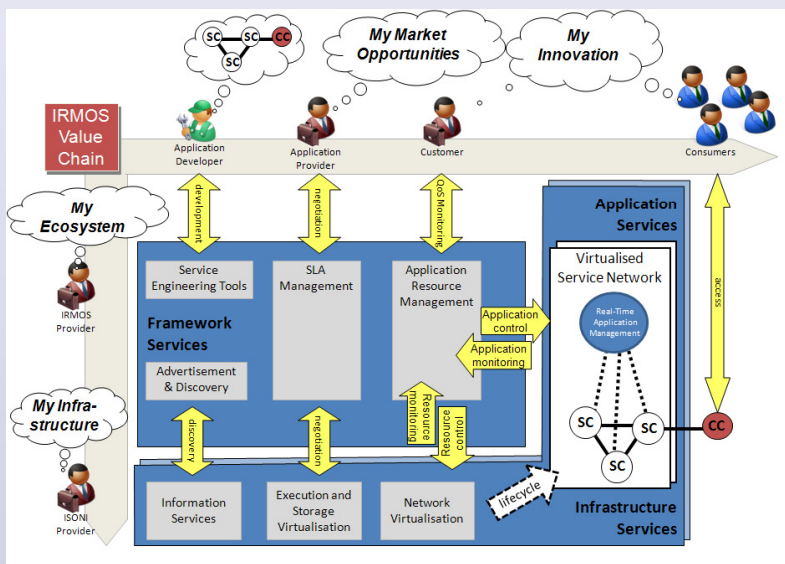 SC
SC
CC
SC
My Market
Opportunities
My
Innovation
IRMOS
Value
Chain
Application
Developer
Application
Provider
Customer
Consumers
My
Ecosystem
IRMOS
Provider
My Infra-
structure
ISONI
Provider
development
negotiation
QoS Monitoring
access
Service
Engineering Tools
SLA
Management
Application
Resource
Management
Framework
Services
Advertisement
& Discovery
Application
control
Application
monitoring
Resource
monitoring
Resource
control
discovery
negotiation
Application
Services
Virtualised
Service Network
Real-Time
Application
Management
SC
SC
SC
CC
Information
Services
Execution and
Storage
Virtualisation
Network
Virtualisation
lifecycle
Infrastructure
Services